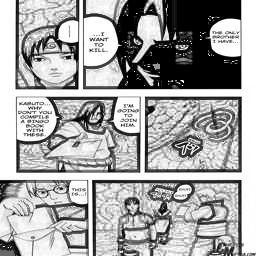 THE ONLY
BROTHER
I HAVE...
...I
WANT
TO
KILL.
I'M
GOING
TO
JOIN
HIM.
KABUTO...
WHY DON'T
YOU
COMPILE
A BINGO
BOOK
WITH
THESE.
THIS
IS...!